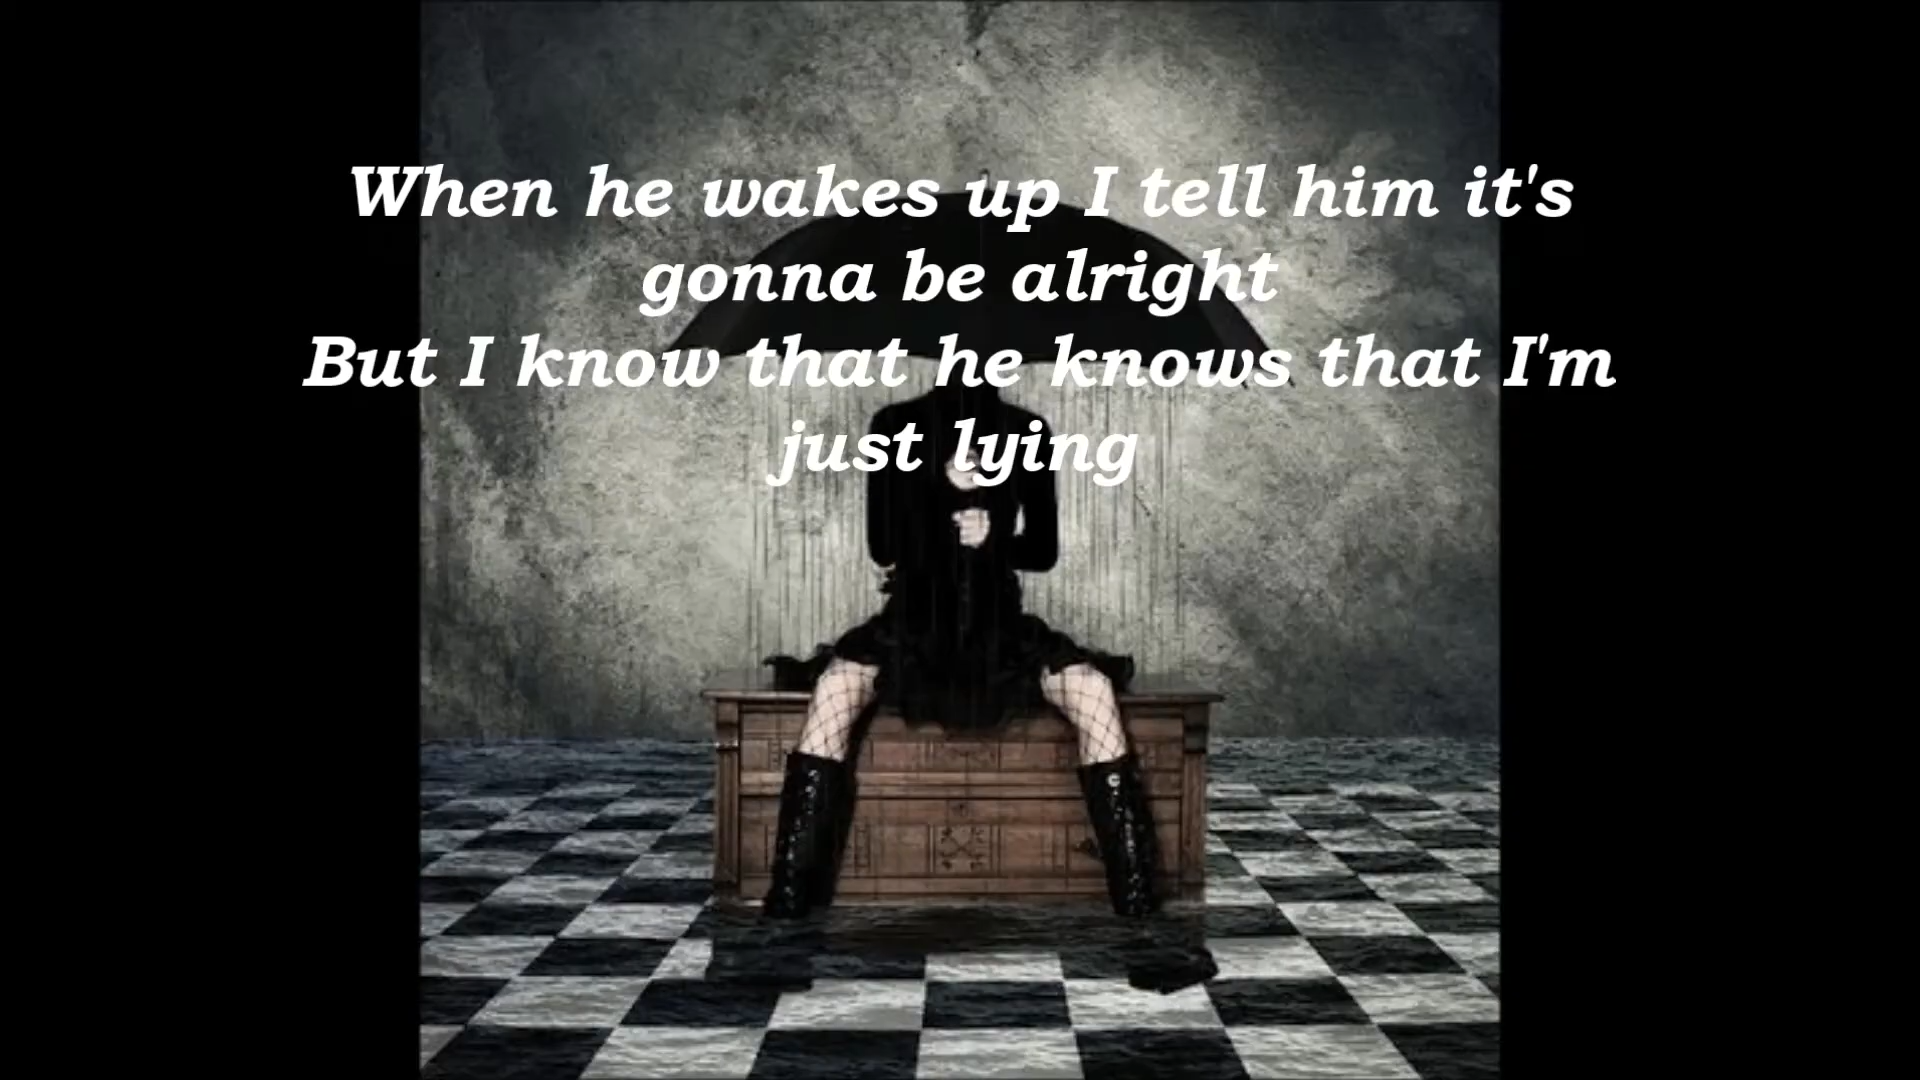 When he wakes up I tell him it's
gonna be alright
But I know that he knows that I'm
just lying